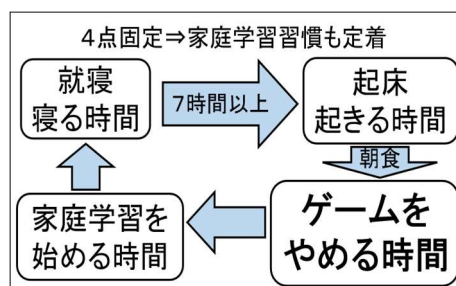 4点固定⇒家庭学習習慣も定着
就寝
寝る時間
7時間以上
起床
起きる時間
朝食
ゲームを
やめる時間
家庭学習を
始める時間